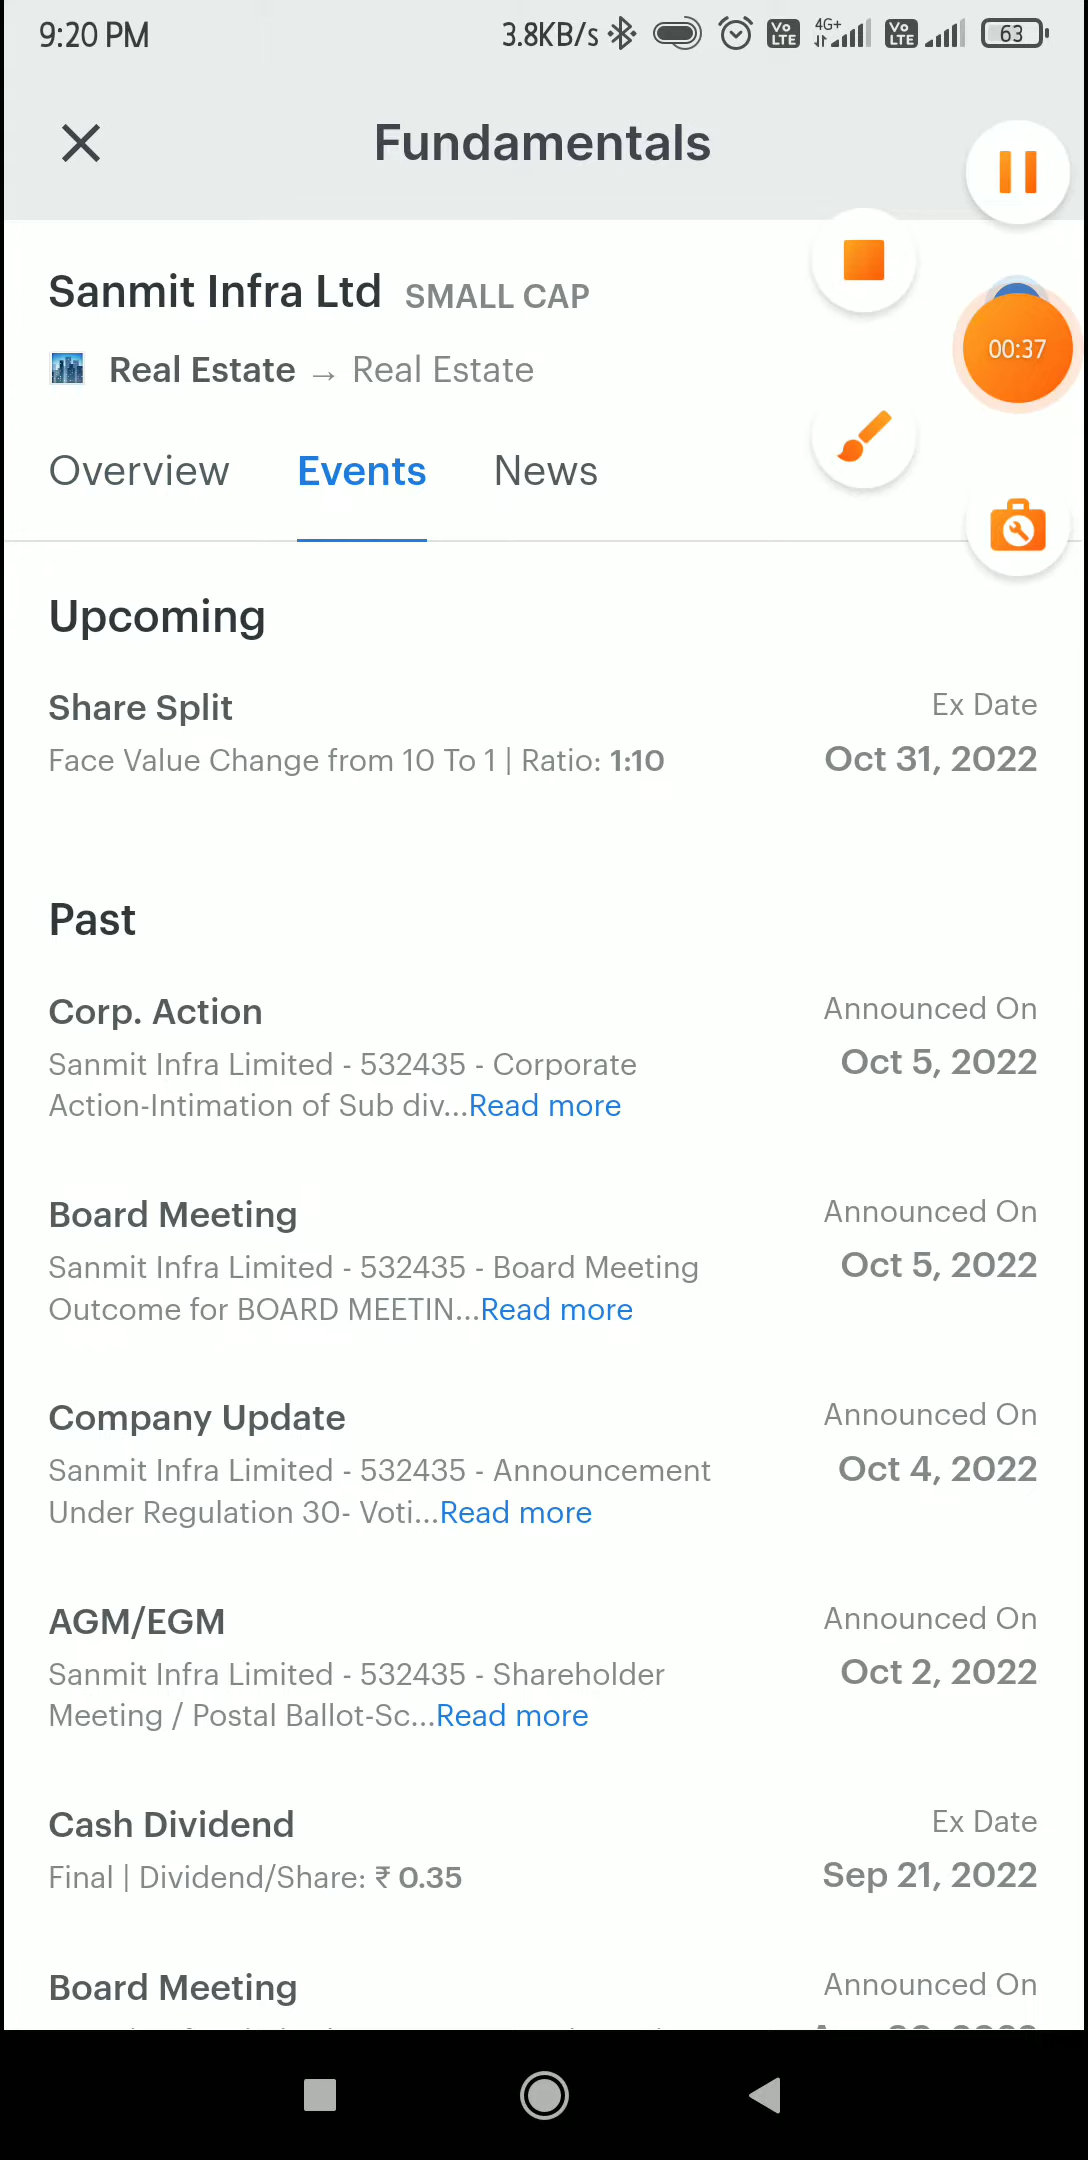 9:20 PM
3.8KB/s
Vo LTE
4G+
Vo LTE
63
Fundamentals
Sanmit Infra Ltd SMALL CAP
00:37
Real Estate → Real Estate
Overview
Events
News
Upcoming
Share Split
Ex Date
Face Value Change from 10 To 1 | Ratio: 1:10
Oct 31, 2022
Past
Corp. Action
Announced On
Sanmit Infra Limited - 532435 - Corporate
Oct 5, 2022
Action-Intimation of Sub div...Read more
Board Meeting
Announced On
Sanmit Infra Limited - 532435 - Board Meeting
Oct 5, 2022
Outcome for BOARD MEETIN...Read more
Company Update
Announced On
Sanmit Infra Limited - 532435 - Announcement
Oct 4, 2022
Under Regulation 30- Voti...Read more
AGM/EGM
Announced On
Sanmit Infra Limited - 532435 - Shareholder
Oct 2, 2022
Meeting / Postal Ballot-Sc...Read more
Cash Dividend
Ex Date
Final | Dividend/Share: ₹ 0.35
Sep 21, 2022
Board Meeting
Announced On